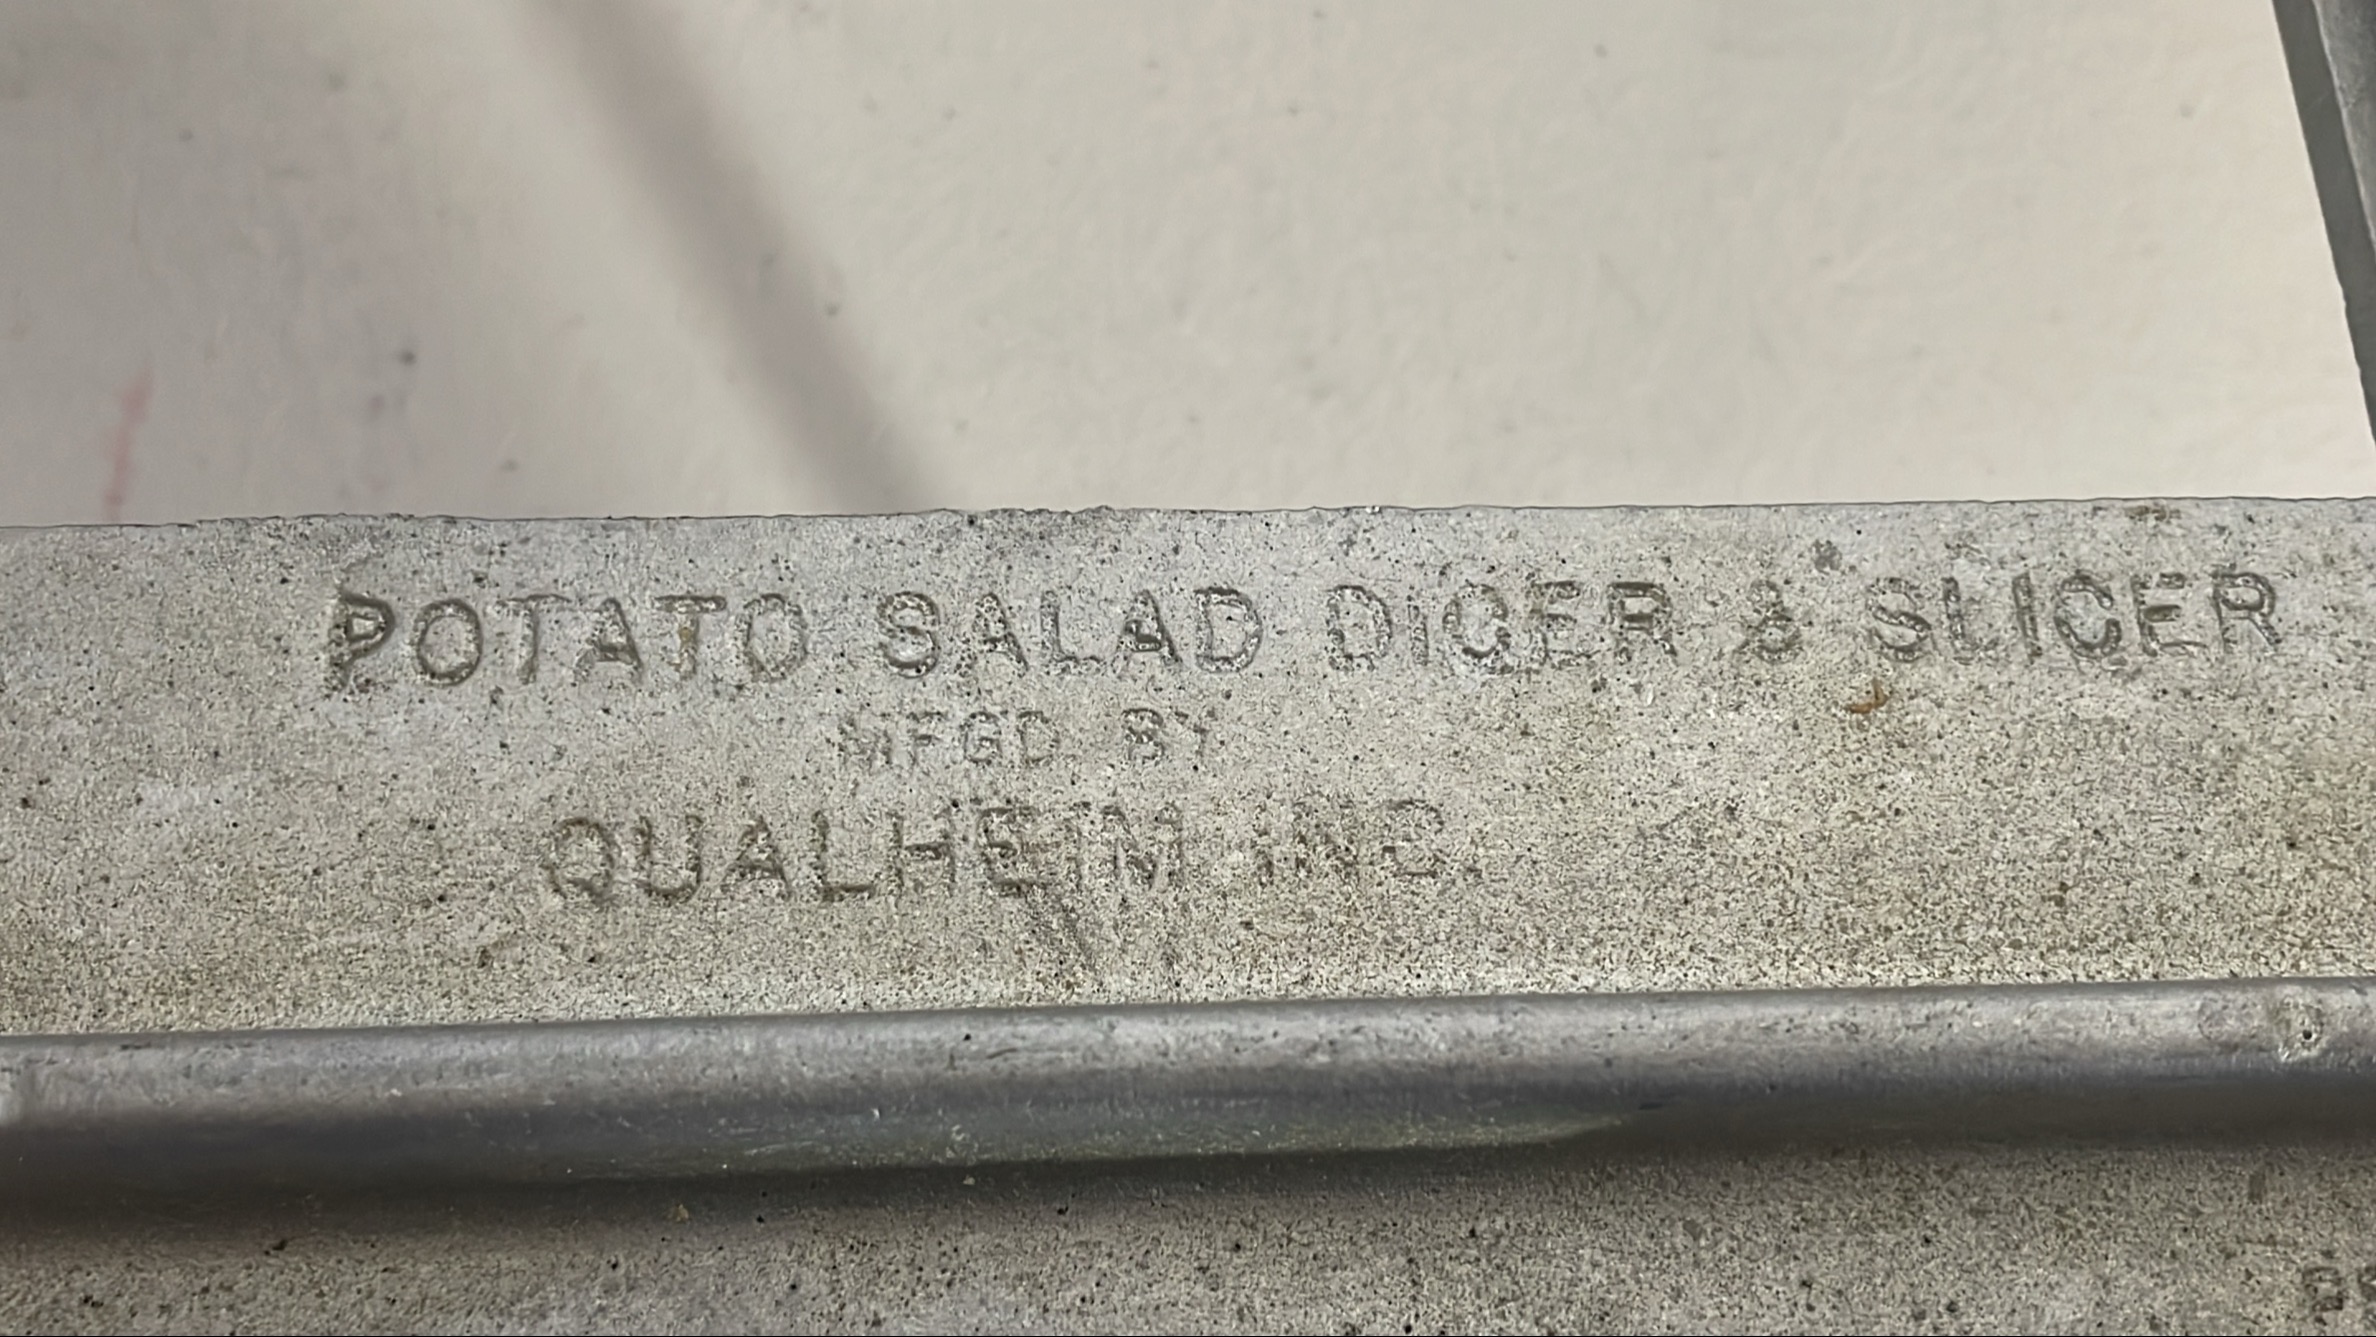 POTATO SALAD DICER & SLICER
MFGD BY
QUALHEIM INC.